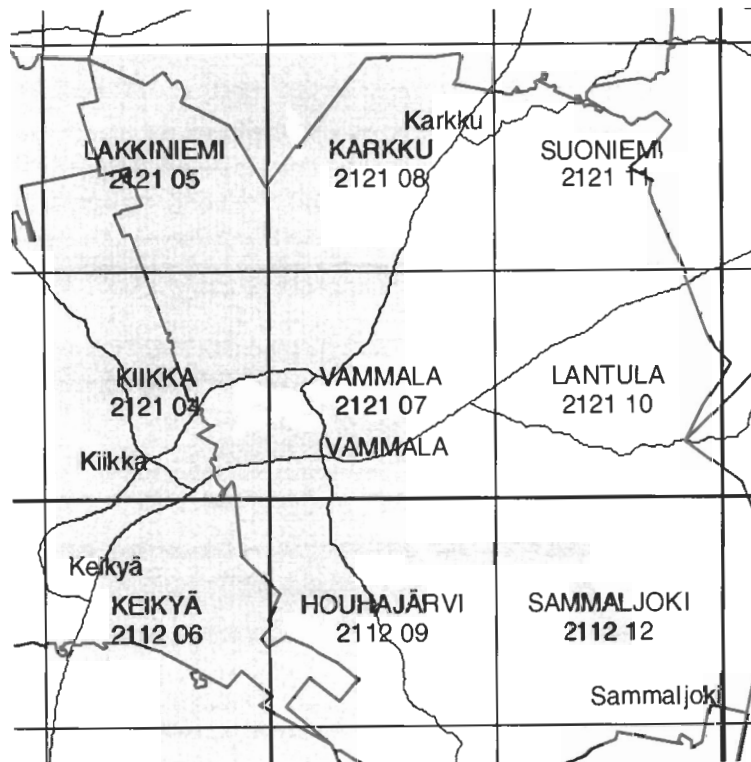 Karkku
LAKKINIEMI
2121 05
KARKKU
2121 08
SUONIEMI
2121 11
KIIKKA
2121 04
VAMMALA
2121 07
LANTULA
2121 10
Kiikka
VAMMALA
Keikyä
KEIKYÄ
2112 06
HOUHAJÄRVI
2112 09
SAMMALJOKI
2112 12
Sammaljoki